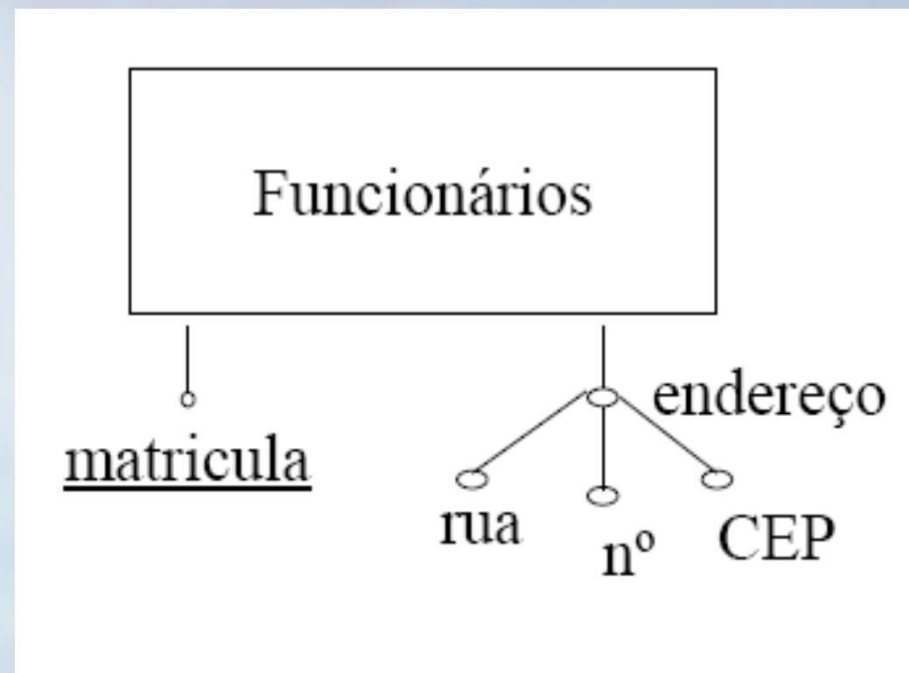 Funcionários
endereço
matricula
rua
nº
CEP